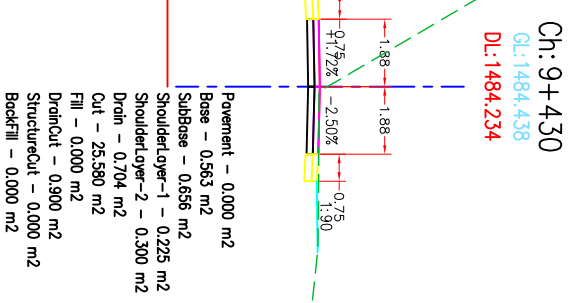 Ch:9+430
GL:1484.438
DL:1484.234
1.88
1.88
0.75
+1.72%
-2.50%
0.75
1:90
Pavement - 0.000 m2
Base - 0.563 m2
SubBase - 0.656 m2
ShoulderLayer-1 - 0.225 m2
ShoulderLayer-2 - 0.300 m2
Drain - 0.704 m2
Cut - 25.580 m2
Fill - 0.000 m2
DrainCut - 0.900 m2
StructureCut - 0.000 m2
BackFill - 0.000 m2